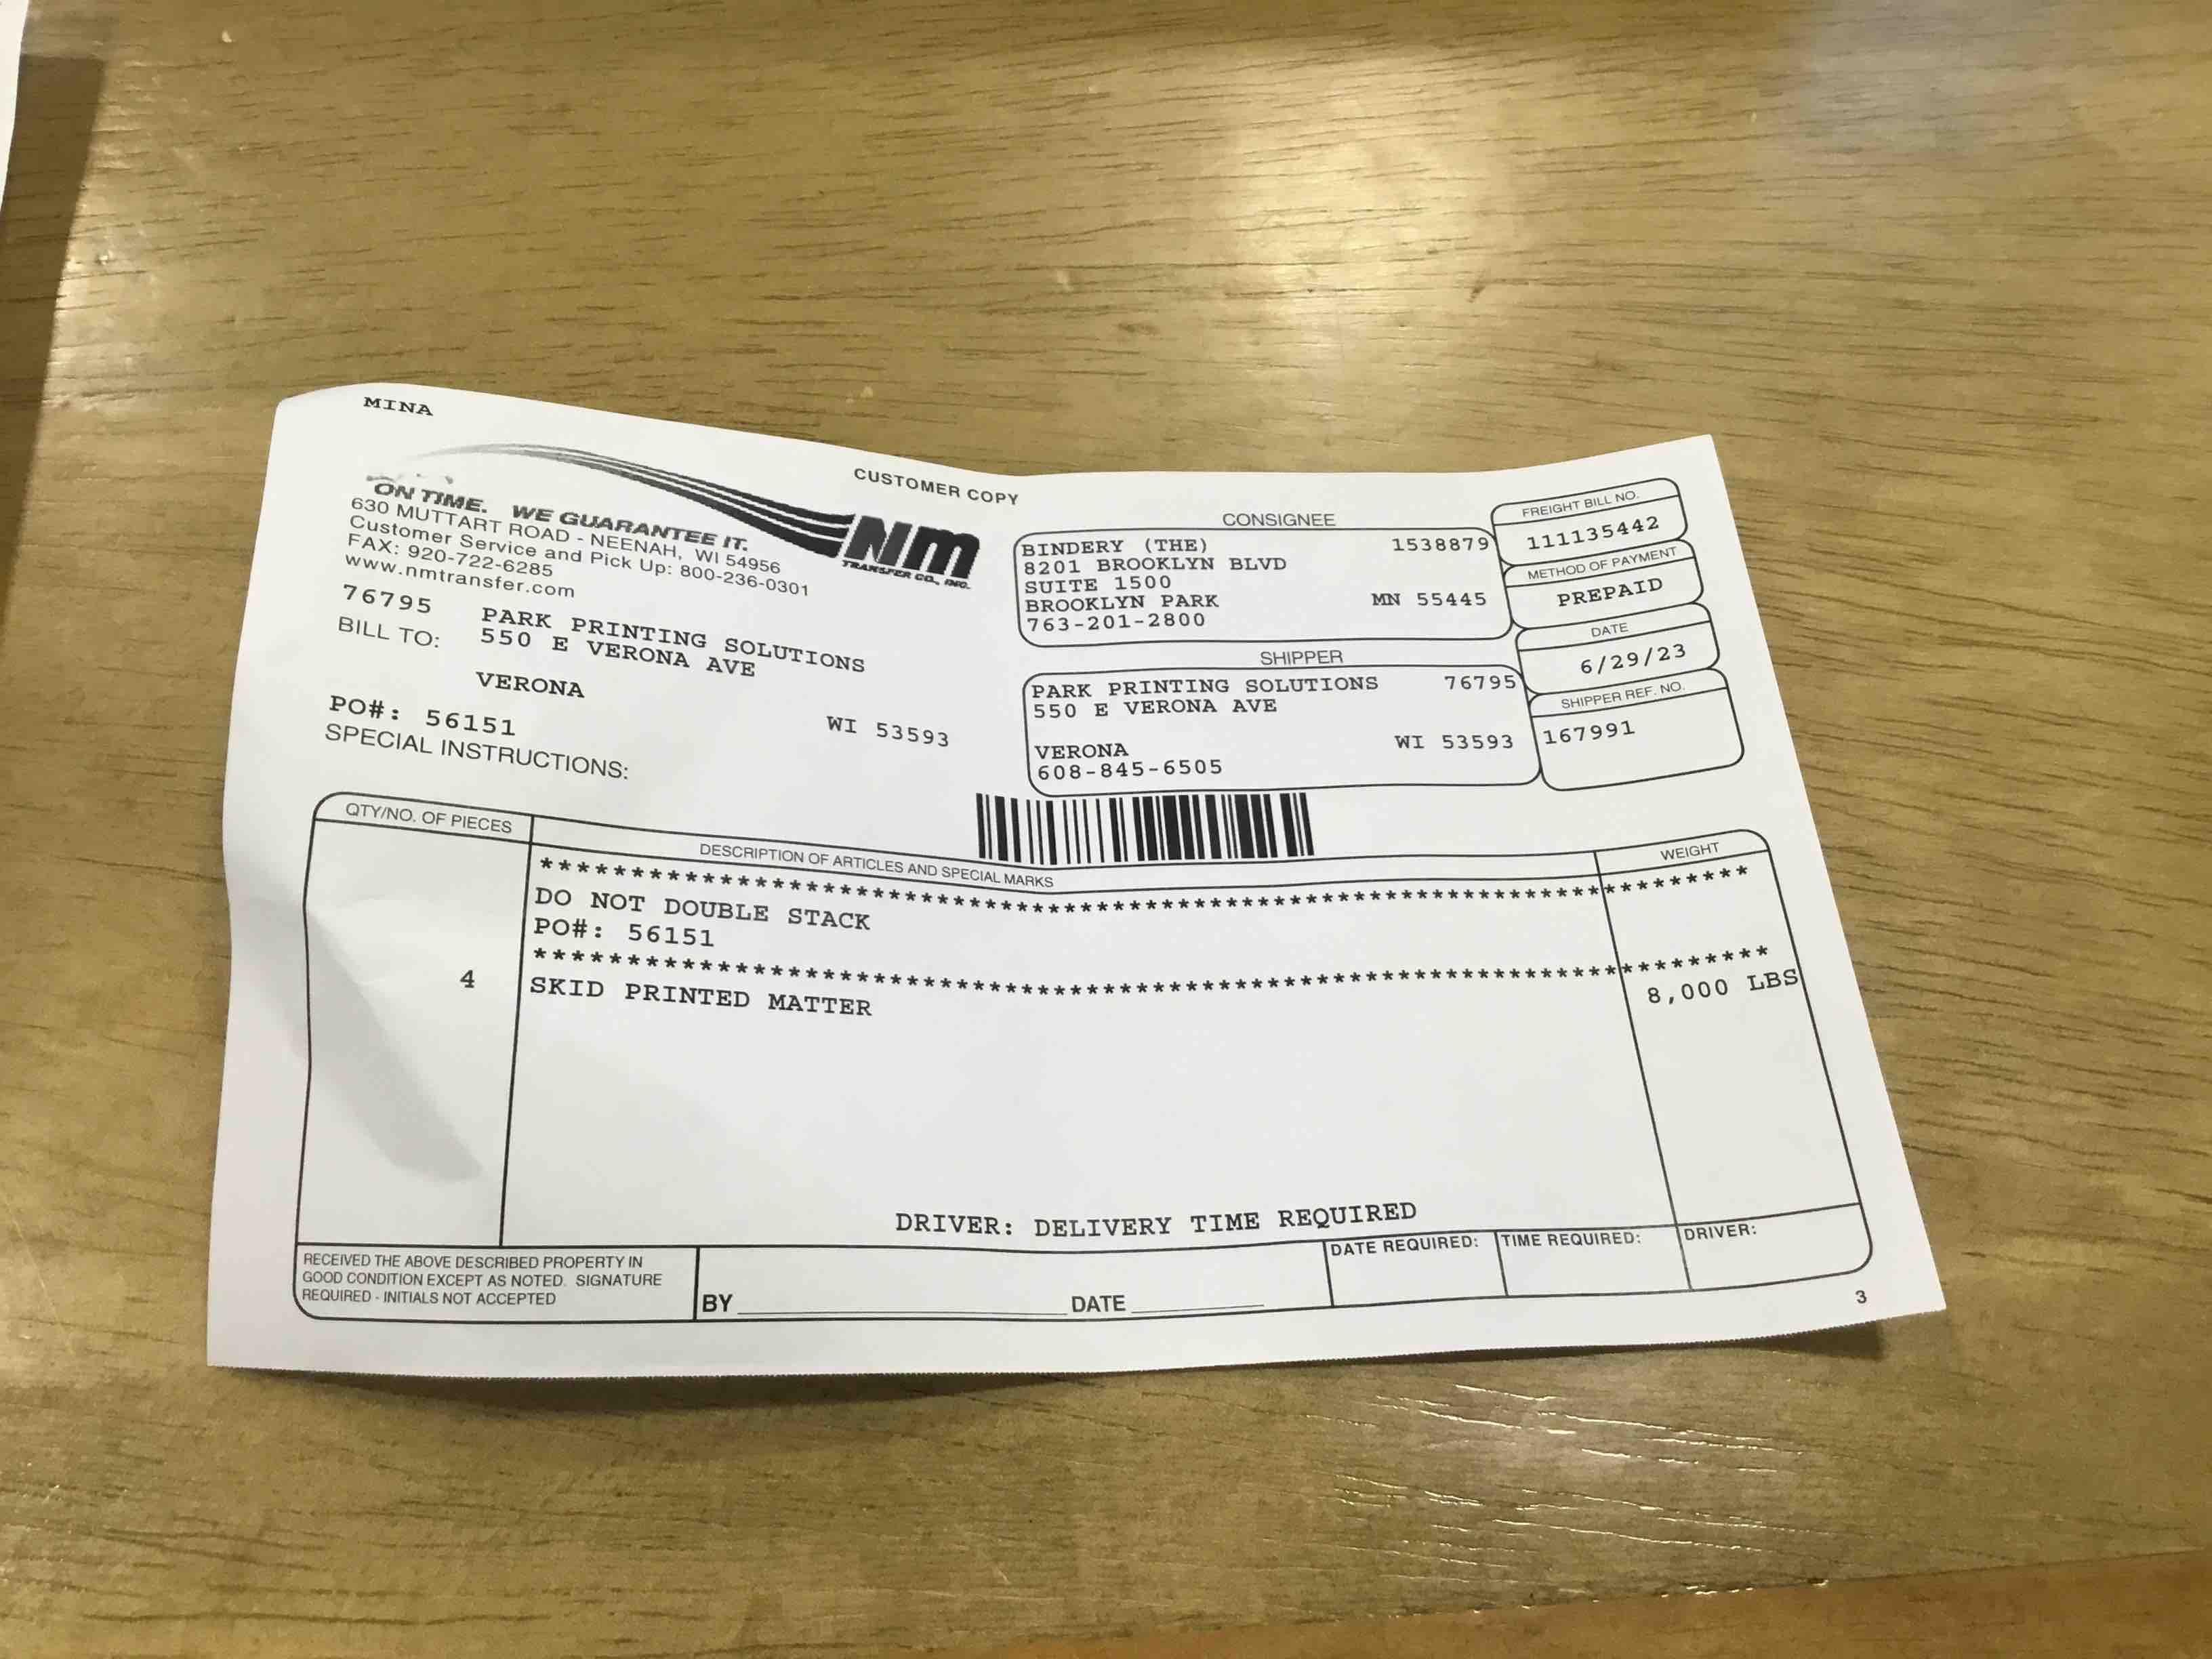 MINA
CUSTOMER COPY
ON TIME. WE GUARANTEE IT.
Nm
TRANSFER CO., INC.
630 MUTTART ROAD - NEENAH, WI 54956
Customer Service and Pick Up: 800-236-0301
FAX: 920-722-6285
www.nmtransfer.com
76795 PARK PRINTING SOLUTIONS
BILL TO: 550 E VERONA AVE
VERONA WI 53593
PO#: 56151
SPECIAL INSTRUCTIONS:
CONSIGNEE
BINDERY (THE) 1538879
8201 BROOKLYN BLVD
SUITE 1500
BROOKLYN PARK MN 55445
763-201-2800
SHIPPER
PARK PRINTING SOLUTIONS 76795
550 E VERONA AVE
VERONA WI 53593
608-845-6505
FREIGHT BILL NO.
111135442
METHOD OF PAYMENT
PREPAID
DATE
6/29/23
SHIPPER REF. NO.
167991
QTY/NO. OF PIECES DESCRIPTION OF ARTICLES AND SPECIAL MARKS WEIGHT
*******************************************************************
DO NOT DOUBLE STACK
PO#: 56151
*******************************************************************
4 SKID PRINTED MATTER 8,000 LBS
DRIVER: DELIVERY TIME REQUIRED
RECEIVED THE ABOVE DESCRIBED PROPERTY IN
GOOD CONDITION EXCEPT AS NOTED. SIGNATURE
REQUIRED - INITIALS NOT ACCEPTED
BY DATE
DATE REQUIRED: TIME REQUIRED: DRIVER:
3